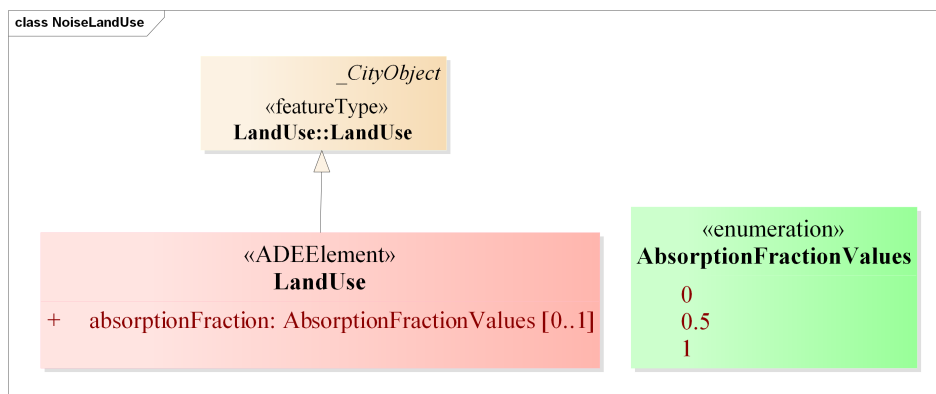 class NoiseLandUse
_CityObject
«featureType»
LandUse::LandUse
«ADEElement»
LandUse
+ absorptionFraction: AbsorptionFractionValues [0..1]
«enumeration»
AbsorptionFractionValues
0
0.5
1